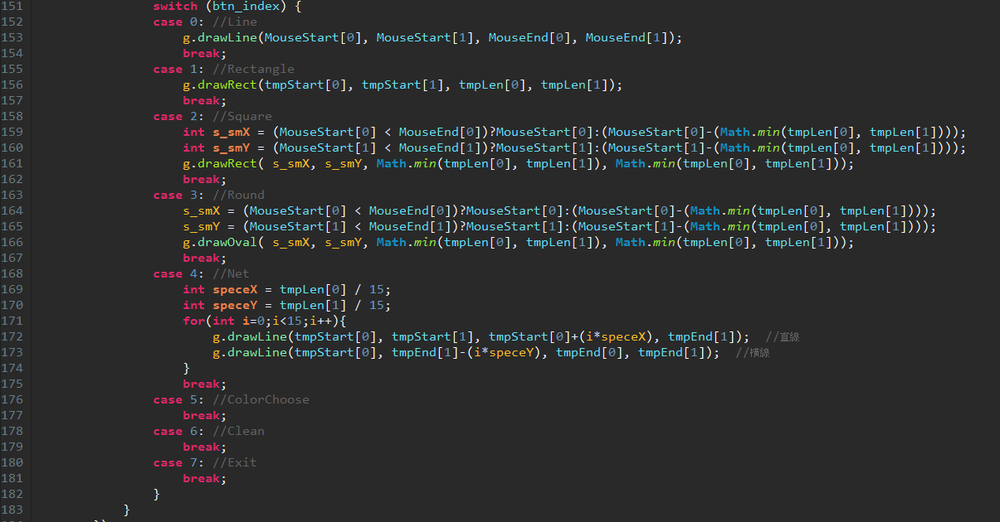 151 switch (btn_index) {
152 case 0: //Line
153 g.drawLine(MouseStart[0], MouseStart[1], MouseEnd[0], MouseEnd[1]);
154 break;
155 case 1: //Rectangle
156 g.drawRect(tmpStart[0], tmpStart[1], tmpLen[0], tmpLen[1]);
157 break;
158 case 2: //Square
159 int s_smX = (MouseStart[0] < MouseEnd[0])?MouseStart[0]:(MouseStart[0]-(Math.min(tmpLen[0], tmpLen[1])));
160 int s_smY = (MouseStart[1] < MouseEnd[1])?MouseStart[1]:(MouseStart[1]-(Math.min(tmpLen[0], tmpLen[1])));
161 g.drawRect( s_smX, s_smY, Math.min(tmpLen[0], tmpLen[1]), Math.min(tmpLen[0], tmpLen[1]));
162 break;
163 case 3: //Round
164 s_smX = (MouseStart[0] < MouseEnd[0])?MouseStart[0]:(MouseStart[0]-(Math.min(tmpLen[0], tmpLen[1])));
165 s_smY = (MouseStart[1] < MouseEnd[1])?MouseStart[1]:(MouseStart[1]-(Math.min(tmpLen[0], tmpLen[1])));
166 g.drawOval( s_smX, s_smY, Math.min(tmpLen[0], tmpLen[1]), Math.min(tmpLen[0], tmpLen[1]));
167 break;
168 case 4: //Net
169 int speceX = tmpLen[0] / 15;
170 int speceY = tmpLen[1] / 15;
171 for(int i=0;i<15;i++){
172 g.drawLine(tmpStart[0], tmpStart[1], tmpStart[0]+(i*speceX), tmpEnd[1]); //直線
173 g.drawLine(tmpStart[0], tmpEnd[1]-(i*speceY), tmpEnd[0], tmpEnd[1]); //橫線
174 }
175 break;
176 case 5: //ColorChoose
177 break;
178 case 6: //Clean
179 break;
180 case 7: //Exit
181 break;
182 }
183 }